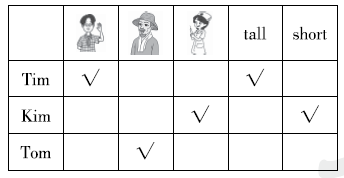 tall short
Tim √ √
Kim √ √
Tom √